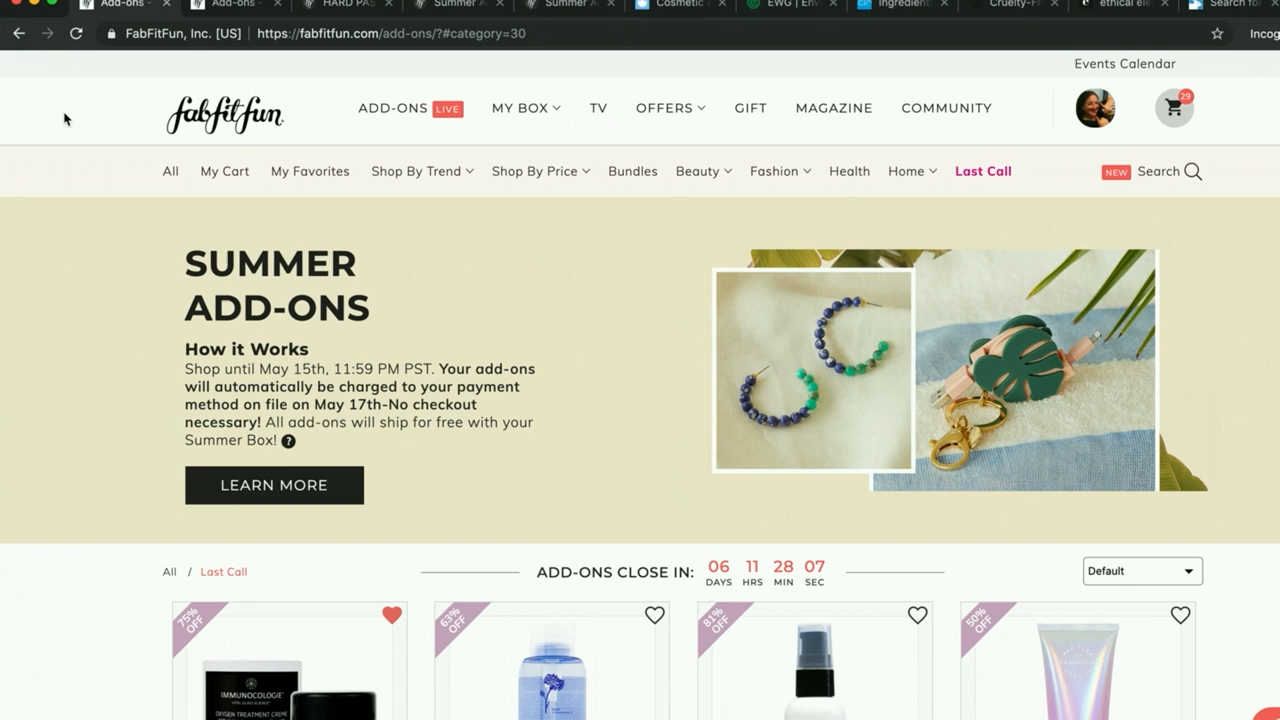 Add-ons -
Add-ons -
HARD PAS
Summer A
Summer A
Cosmetic
EWG | Env
Ingredient
Cruelty-Fr
ethical ele
Search for
FabFitFun, Inc. [US] | https://fabfitfun.com/add-ons/?#category=30
Incog
Events Calendar
fabfitfun
ADD-ONS LIVE
MY BOX
TV
OFFERS
GIFT
MAGAZINE
COMMUNITY
29
All
My Cart
My Favorites
Shop By Trend
Shop By Price
Bundles
Beauty
Fashion
Health
Home
Last Call
NEW Search
SUMMER
ADD-ONS
How it Works
Shop until May 15th, 11:59 PM PST. Your add-ons
will automatically be charged to your payment
method on file on May 17th-No checkout
necessary! All add-ons will ship for free with your
Summer Box! ?
LEARN MORE
All / Last Call
ADD-ONS CLOSE IN:
06 11 28 07
DAYS HRS MIN SEC
Default
75%
OFF
63%
OFF
81%
OFF
50%
OFF
IMMUNOCOLOGIE
OXYGEN TREATMENT CREME